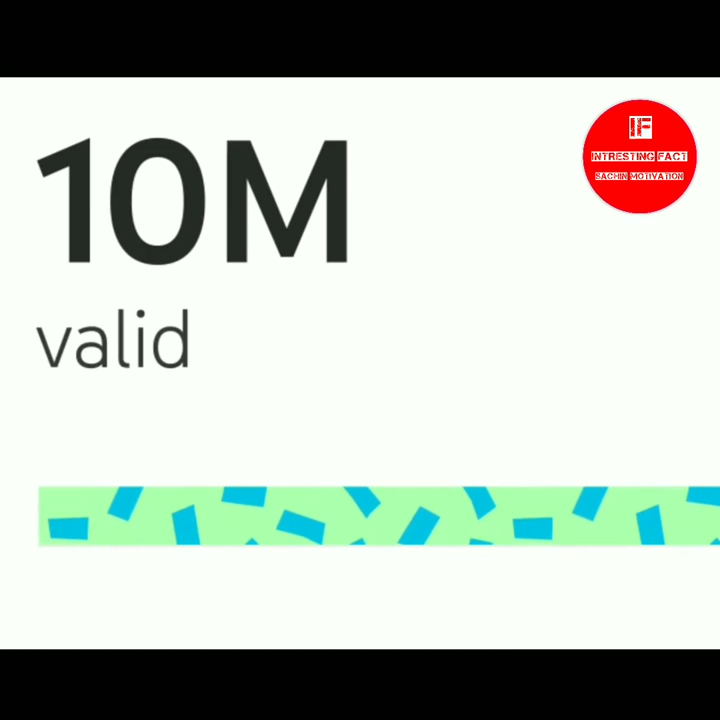 10M
valid
IF
INTRESTING FACT
SACHIN MOTIVATION